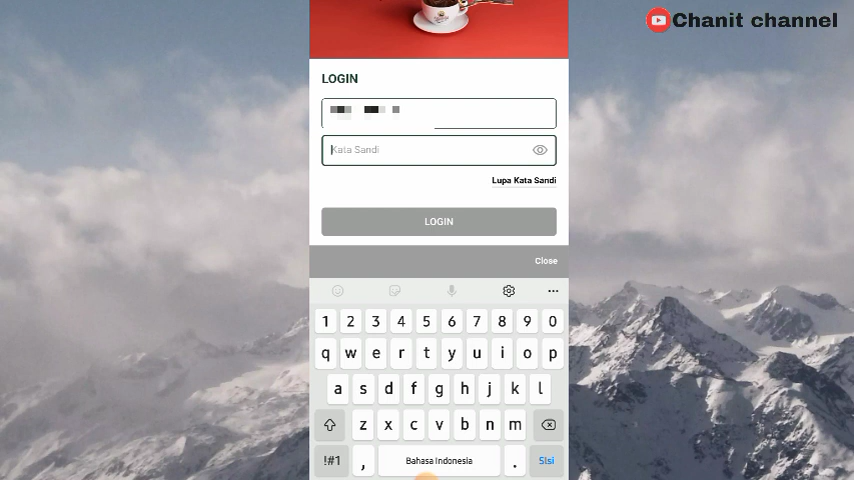 Chanit channel
LOGIN
Kata Sandi
Lupa Kata Sandi
LOGIN
Close
1 2 3 4 5 6 7 8 9 0
q w e r t y u i o p
a s d f g h j k l
z x c v b n m
!#1 , Bahasa Indonesia . Slsi